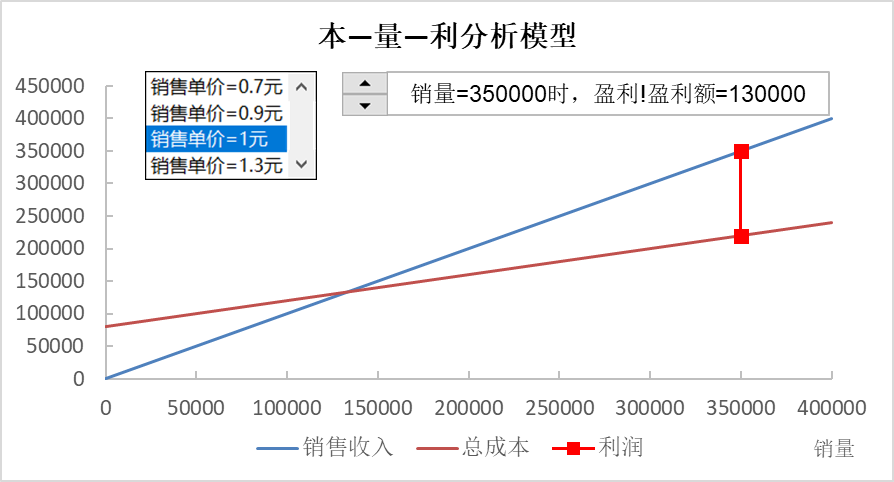 本—量—利分析模型
销售单价=0.7元
销售单价=0.9元
销售单价=1元
销售单价=1.3元
销量=350000时，盈利!盈利额=130000
450000
400000
350000
300000
250000
200000
150000
100000
50000
0
0 50000 100000 150000 200000 250000 300000 350000 400000
销售收入 总成本 利润 销量